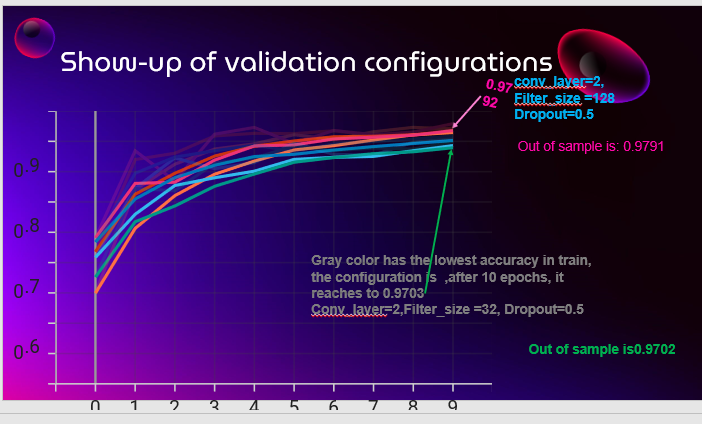 Show-up of validation configurations
0.97
92
conv_layer=2,
Filter_size =128
Dropout=0.5
Out of sample is: 0.9791
0.9
0.8
0.7
0.6
Gray color has the lowest accuracy in train,
the configuration is ,after 10 epochs, it
reaches to 0.9703
Conv_layer=2,Filter_size =32, Dropout=0.5
Out of sample is0.9702
0 1 2 3 4 5 6 7 8 9